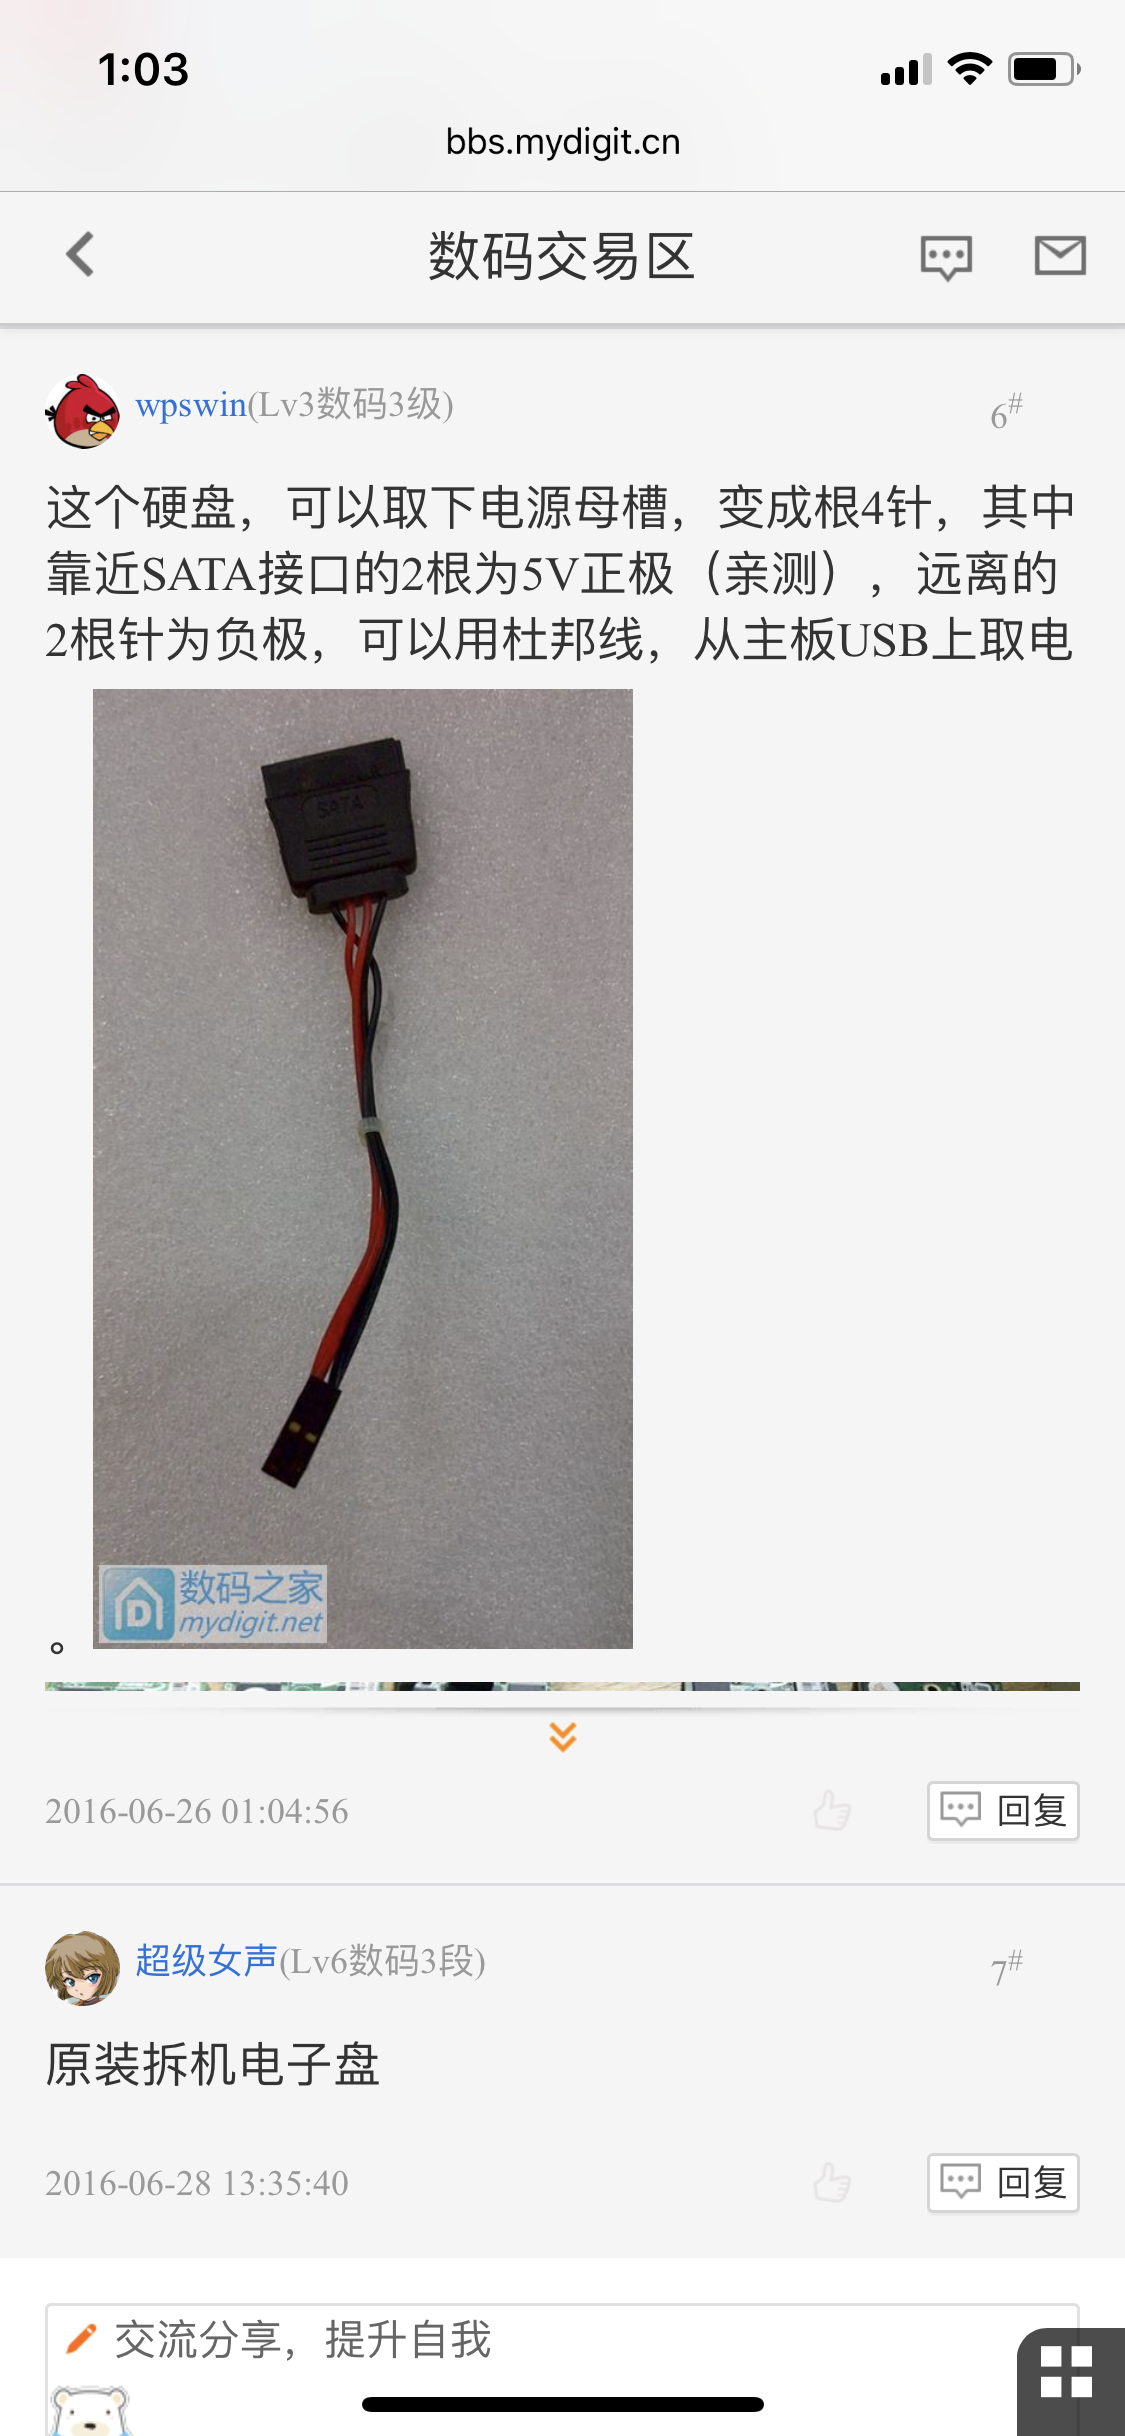 1:03
bbs.mydigit.cn
数码交易区
wpswin(Lv3数码3级)
6#
这个硬盘，可以取下电源母槽，变成根4针，其中
靠近SATA接口的2根为5V正极（亲测），远离的
2根针为负极，可以用杜邦线，从主板USB上取电
SATA
数码之家
mydigit.net
。
2016-06-26 01:04:56
回复
超级女声(Lv6数码3段)
7#
原装拆机电子盘
2016-06-28 13:35:40
回复
交流分享，提升自我